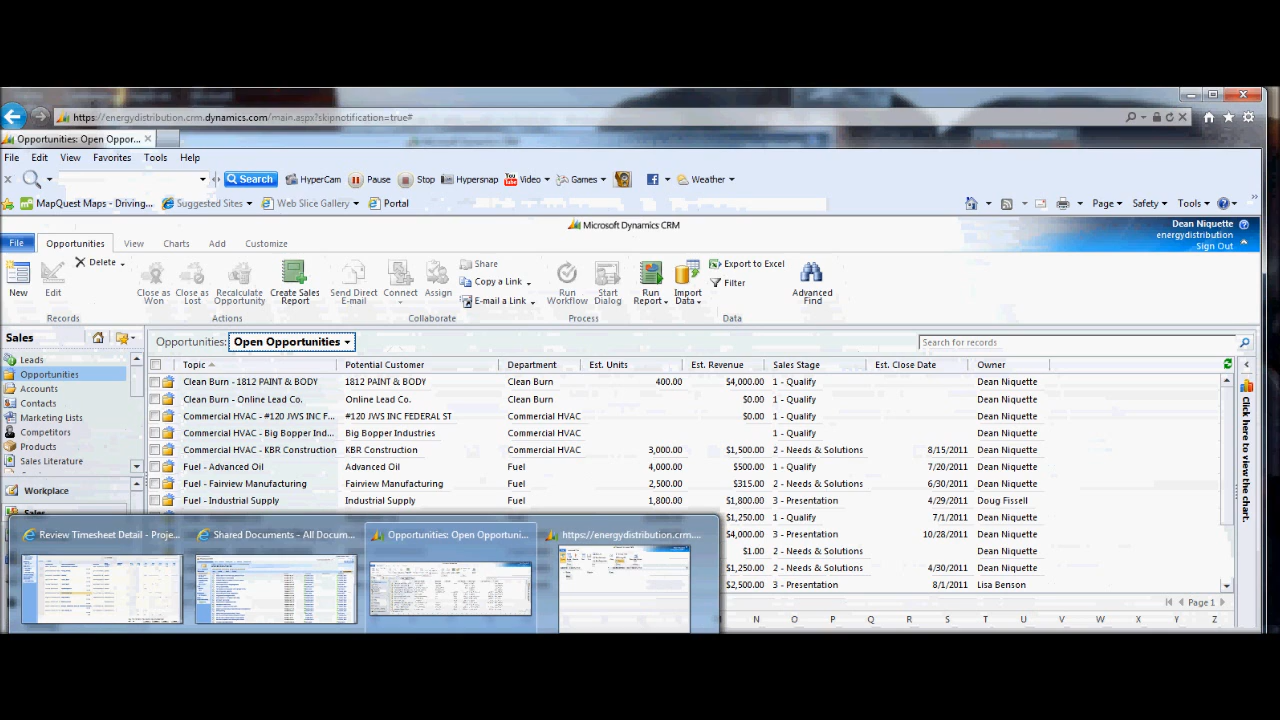 https://energydistribution.crm.dynamics.com/main.aspx?skipnotification=true#
Opportunities: Open Oppor...
File Edit View Favorites Tools Help
Search HyperCam Pause Stop Hypersnap You Tube Video Games Weather
MapQuest Maps - Driving... Suggested Sites Web Slice Gallery Portal Page Safety Tools
Microsoft Dynamics CRM
Dean Niquette
energydistribution
Sign Out
File Opportunities View Charts Add Customize
New Edit Delete
Close as Won Close as Lost Recalculate Opportunity Create Sales Report
Send Direct E-mail Connect Assign Share Copy a Link E-mail a Link
Run Workflow Start Dialog Run Report Import Data Export to Excel Filter Advanced Find
Records Actions Collaborate Process Data
Sales
Opportunities: Open Opportunities Search for records
Leads
Opportunities
Accounts
Contacts
Marketing Lists
Competitors
Products
Sales Literature
Workplace
Topic Potential Customer Department Est. Units Est. Revenue Sales Stage Est. Close Date Owner
Clean Burn - 1812 PAINT & BODY 1812 PAINT & BODY Clean Burn 400.00 $4,000.00 1 - Qualify Dean Niquette
Clean Burn - Online Lead Co. Online Lead Co. Clean Burn $0.00 1 - Qualify Dean Niquette
Commercial HVAC - #120 JWS INC F... #120 JWS INC FEDERAL ST Commercial HVAC $0.00 1 - Qualify Dean Niquette
Commercial HVAC - Big Bopper Ind... Big Bopper Industries Commercial HVAC 1 - Qualify Dean Niquette
Commercial HVAC - KBR Construction KBR Construction Commercial HVAC 3,000.00 $1,500.00 2 - Needs & Solutions 8/15/2011 Dean Niquette
Fuel - Advanced Oil Advanced Oil Fuel 4,000.00 $500.00 1 - Qualify 7/20/2011 Dean Niquette
Fuel - Fairview Manufacturing Fairview Manufacturing Fuel 2,500.00 $315.00 2 - Needs & Solutions 6/30/2011 Dean Niquette
Fuel - Industrial Supply Industrial Supply Fuel 1,800.00 $1,800.00 3 - Presentation 4/29/2011 Doug Fissell
$1,250.00 1 - Qualify 7/1/2011 Dean Niquette
$4,000.00 3 - Presentation 10/28/2011 Dean Niquette
$1.00 2 - Needs & Solutions Dean Niquette
$1,250.00 2 - Needs & Solutions 4/30/2011 Dean Niquette
$2,500.00 3 - Presentation 8/1/2011 Lisa Benson
Click here to view the chart.
Page 1
N O P Q R S T U V W X Y Z
Review Timesheet Detail - Proje...
Shared Documents - All Docum...
Opportunities: Open Opportuni...
https://energydistribution.crm....